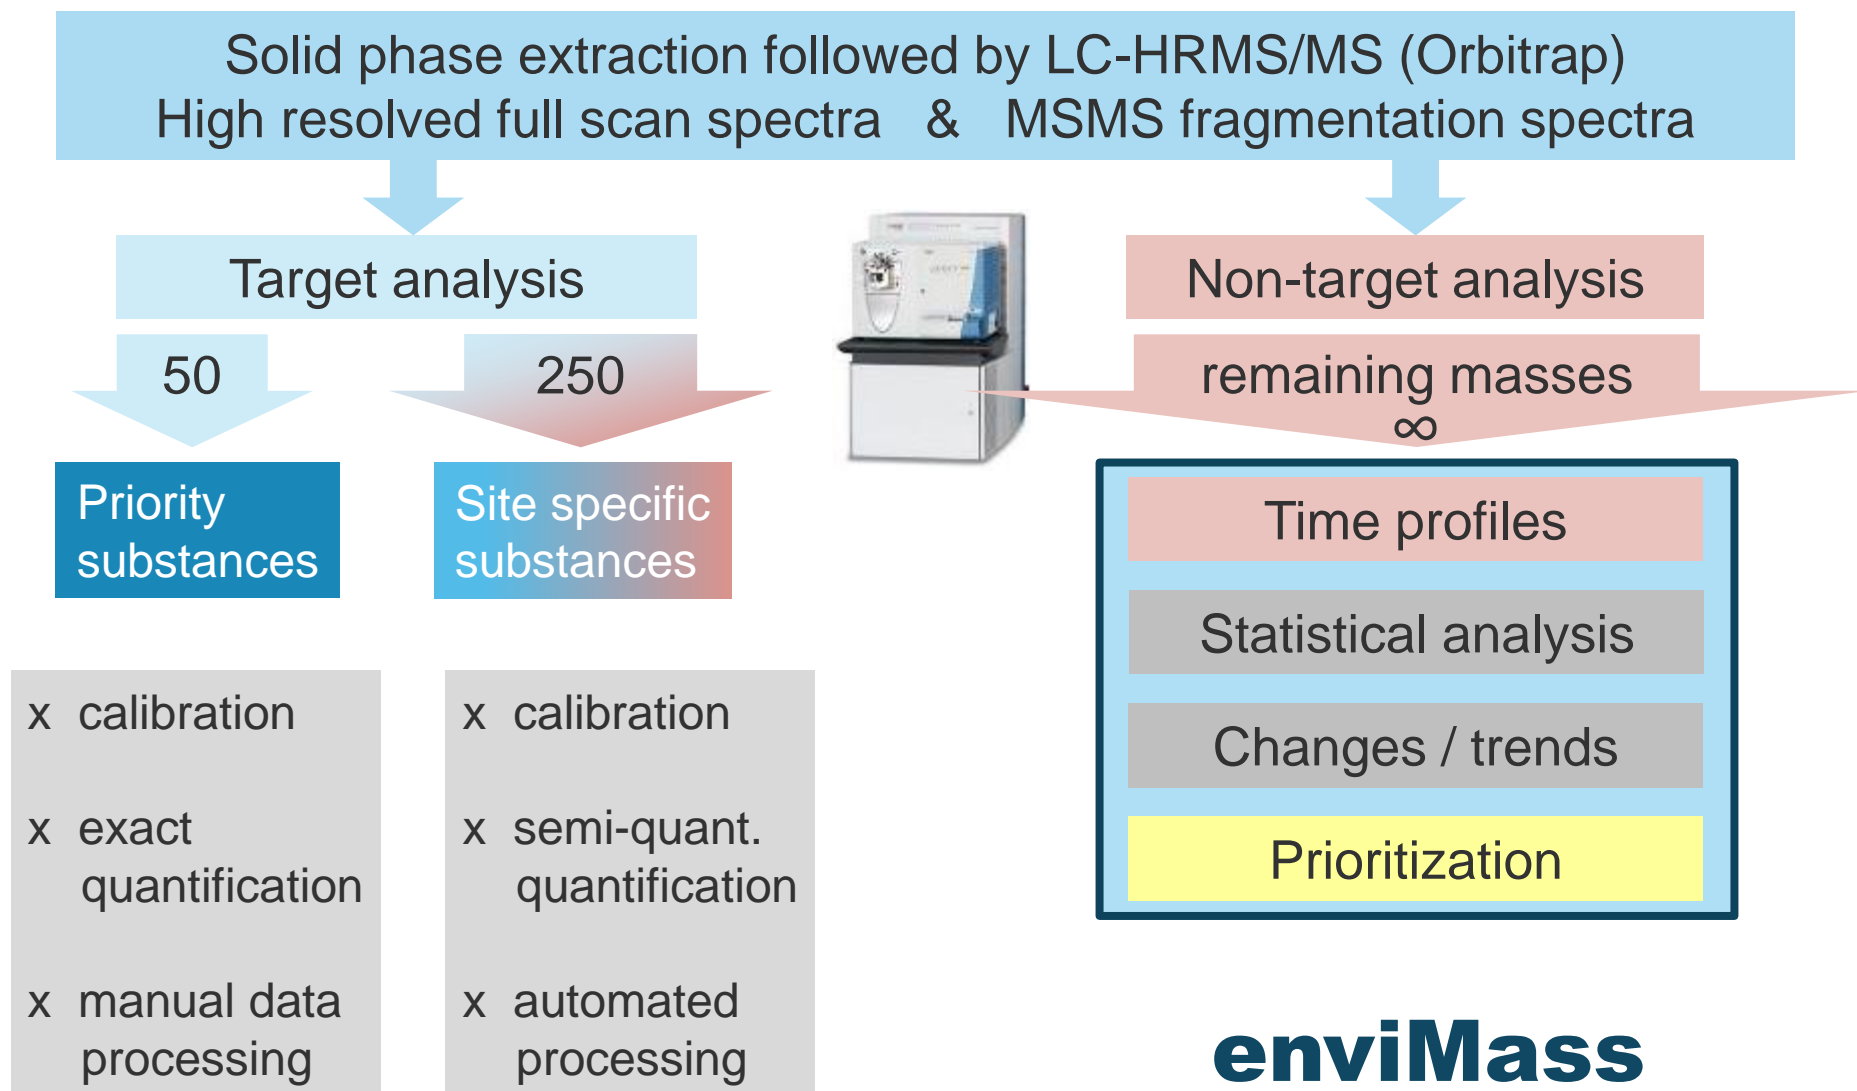 Solid phase extraction followed by LC-HRMS/MS (Orbitrap)
High resolved full scan spectra & MSMS fragmentation spectra
Target analysis
50
250
Priority
substances
Site specific
substances
x calibration
x exact
quantification
x manual data
processing
x calibration
x semi-quant.
quantification
x automated
processing
Non-target analysis
remaining masses
∞
Time profiles
Statistical analysis
Changes / trends
Prioritization
enviMass